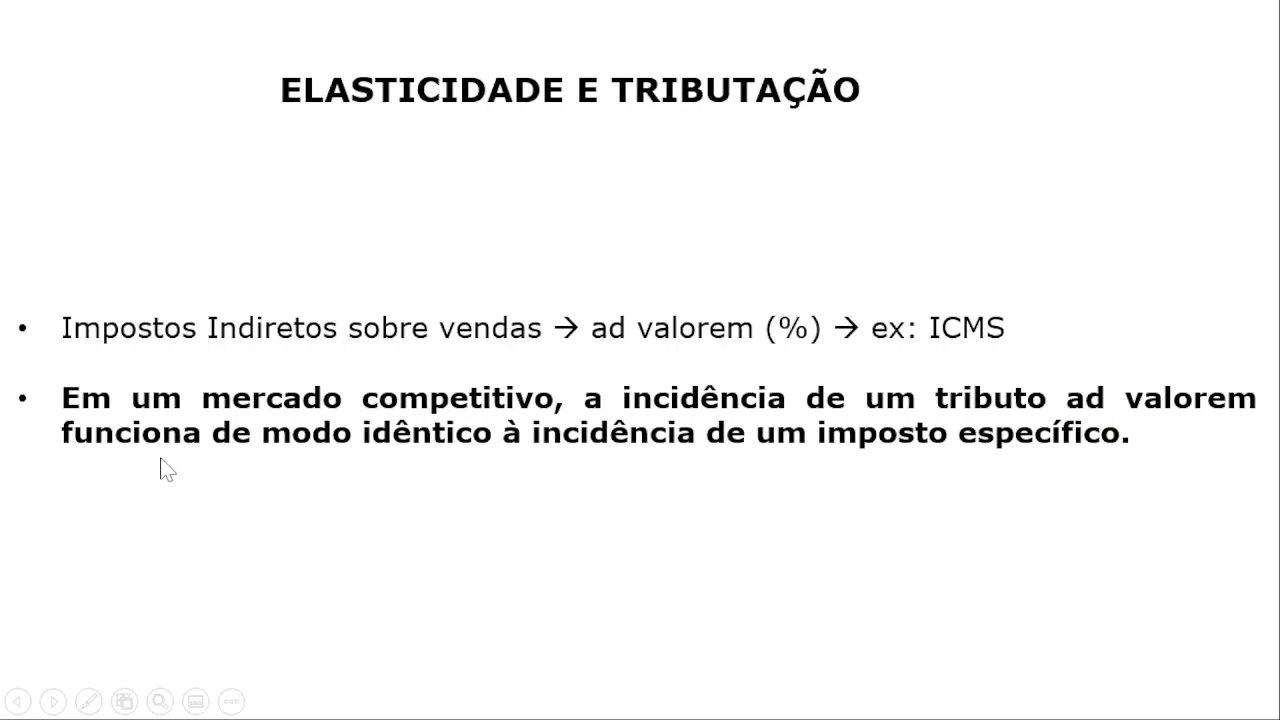 ELASTICIDADE E TRIBUTAÇÃO
• Impostos Indiretos sobre vendas → ad valorem (%) → ex: ICMS
• Em um mercado competitivo, a incidência de um tributo ad valorem
funciona de modo idêntico à incidência de um imposto específico.